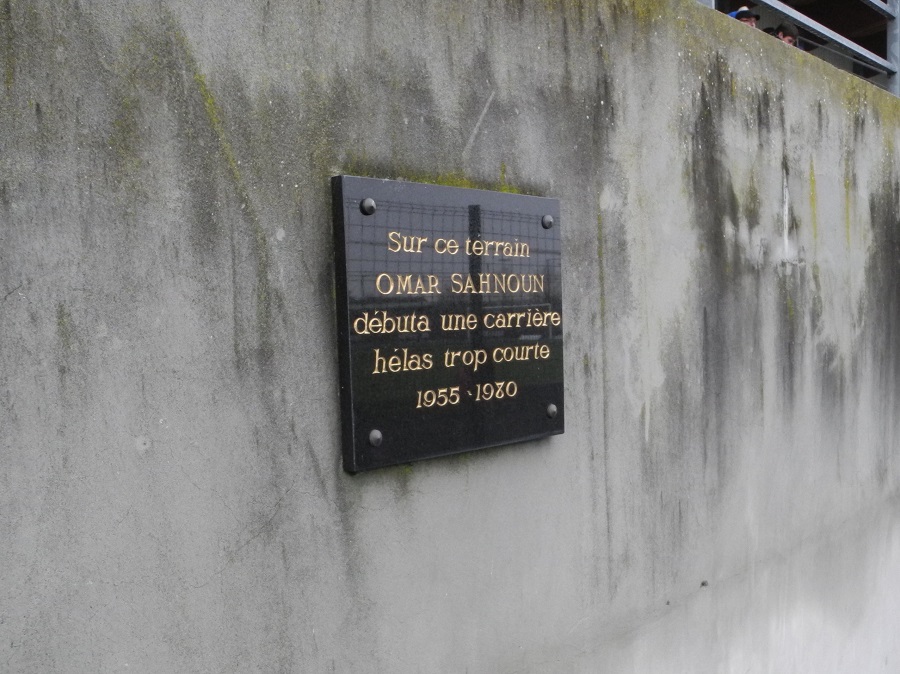 Sur ce terrain
OMAR SAHNOUN
débuta une carrière
hélas trop courte
1955 - 1980